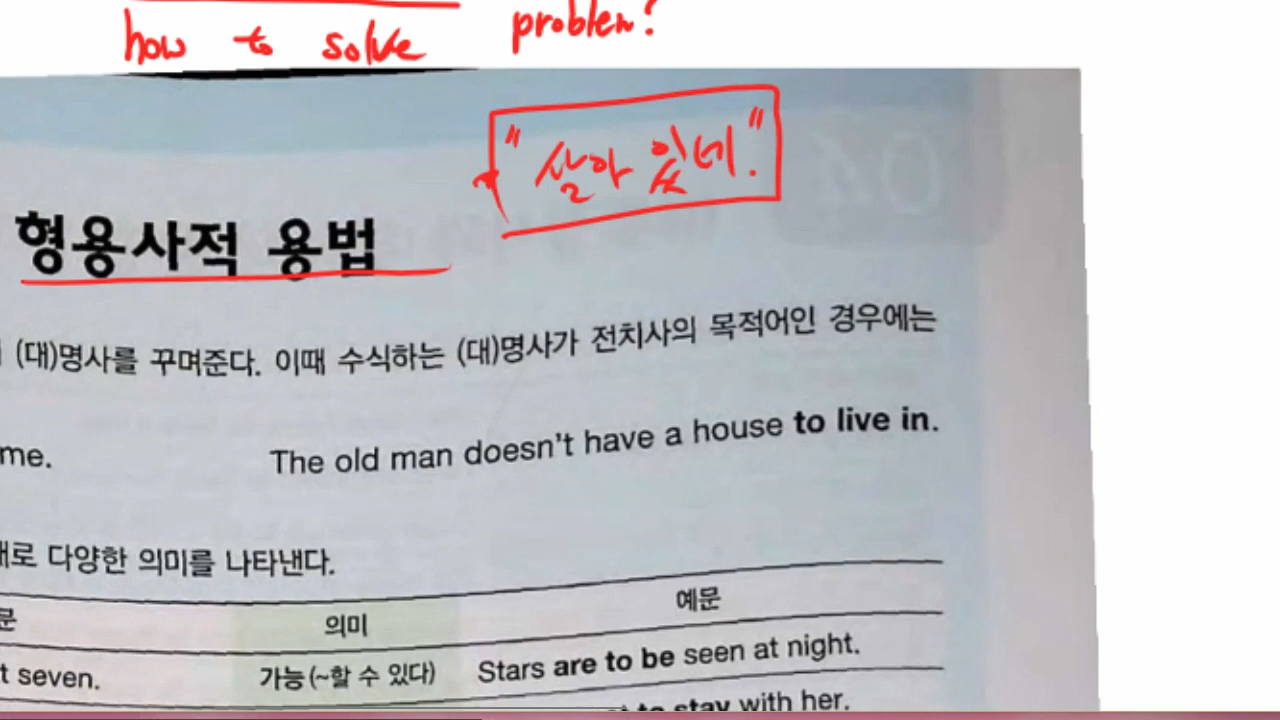 how to solve problem?
"살아 있네."
형용사적 용법
(대)명사를 꾸며준다. 이때 수식하는 (대)명사가 전치사의 목적어인 경우에는
me. The old man doesn't have a house to live in.
다양한 의미를 나타낸다.
문 의미 예문
t seven. 가능(~할 수 있다) Stars are to be seen at night.
to stay with her.